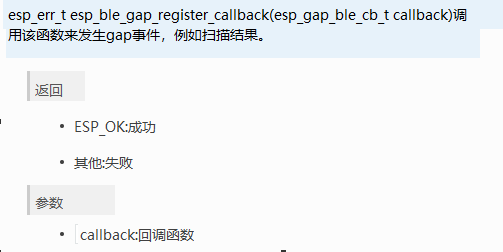 esp_err_t esp_ble_gap_register_callback(esp_gap_ble_cb_t callback)调
用该函数来发生gap事件，例如扫描结果。
返回
• ESP_OK:成功
• 其他:失败
参数
• callback:回调函数